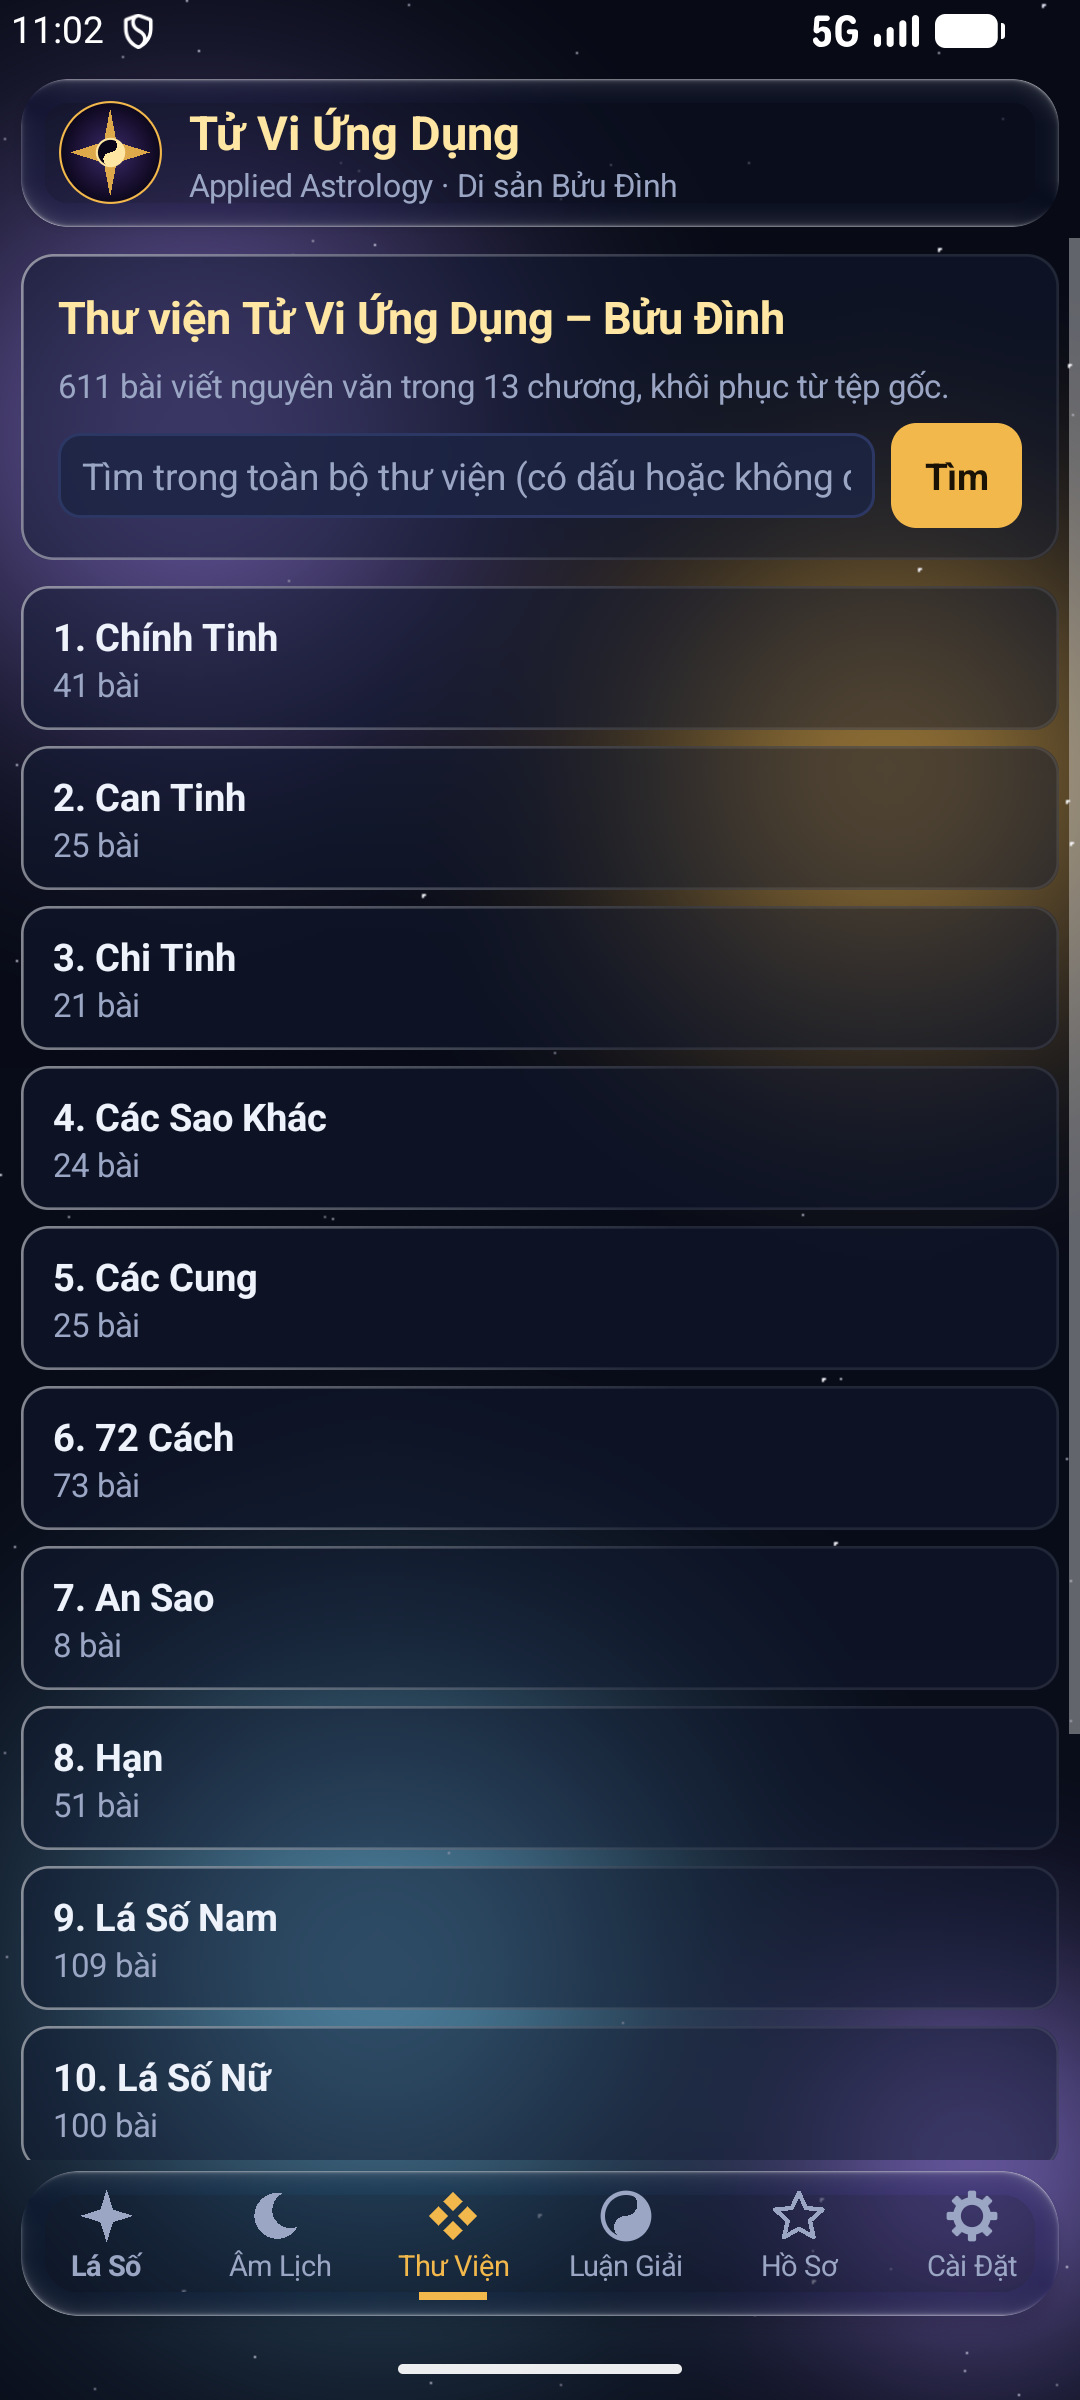 11:02
5G
Tử Vi Ứng Dụng
Applied Astrology · Di sản Bửu Đình
Thư viện Tử Vi Ứng Dụng – Bửu Đình
611 bài viết nguyên văn trong 13 chương, khôi phục từ tệp gốc.
Tìm trong toàn bộ thư viện (có dấu hoặc không
Tìm
1. Chính Tinh
41 bài
2. Can Tinh
25 bài
3. Chi Tinh
21 bài
4. Các Sao Khác
24 bài
5. Các Cung
25 bài
6. 72 Cách
73 bài
7. An Sao
8 bài
8. Hạn
51 bài
9. Lá Số Nam
109 bài
10. Lá Số Nữ
100 bài
Lá Số
Âm Lịch
Thư Viện
Luận Giải
Hồ Sơ
Cài Đặt